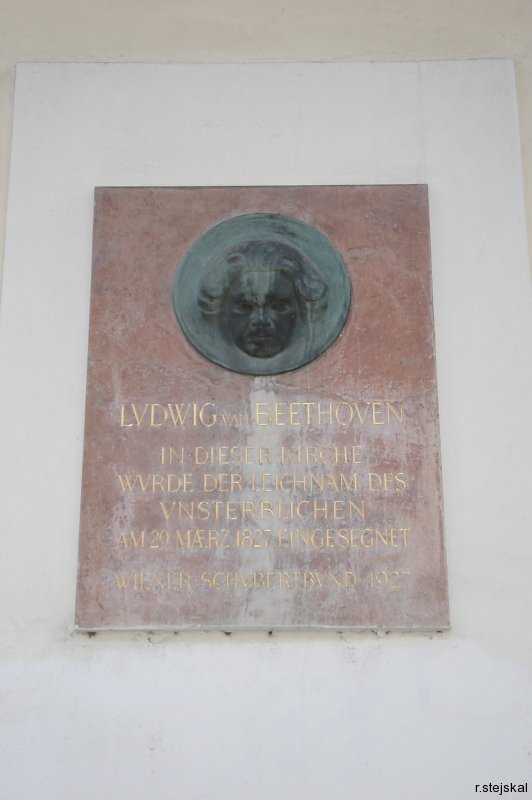 LVDWIG VAN BEETHOVEN
IN DIESER KIRCHE
WVRDE DER LEICHNAM DES
VNSTERBLICHEN
AM 29 MÆRZ 1827 EINGESEGNET
WIENER SCHVBERTBVND 1927
r.stejskal